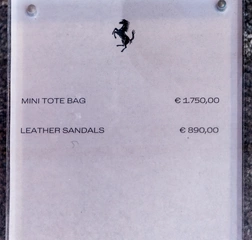 MINI TOTE BAG € 1.750,00
LEATHER SANDALS € 890,00